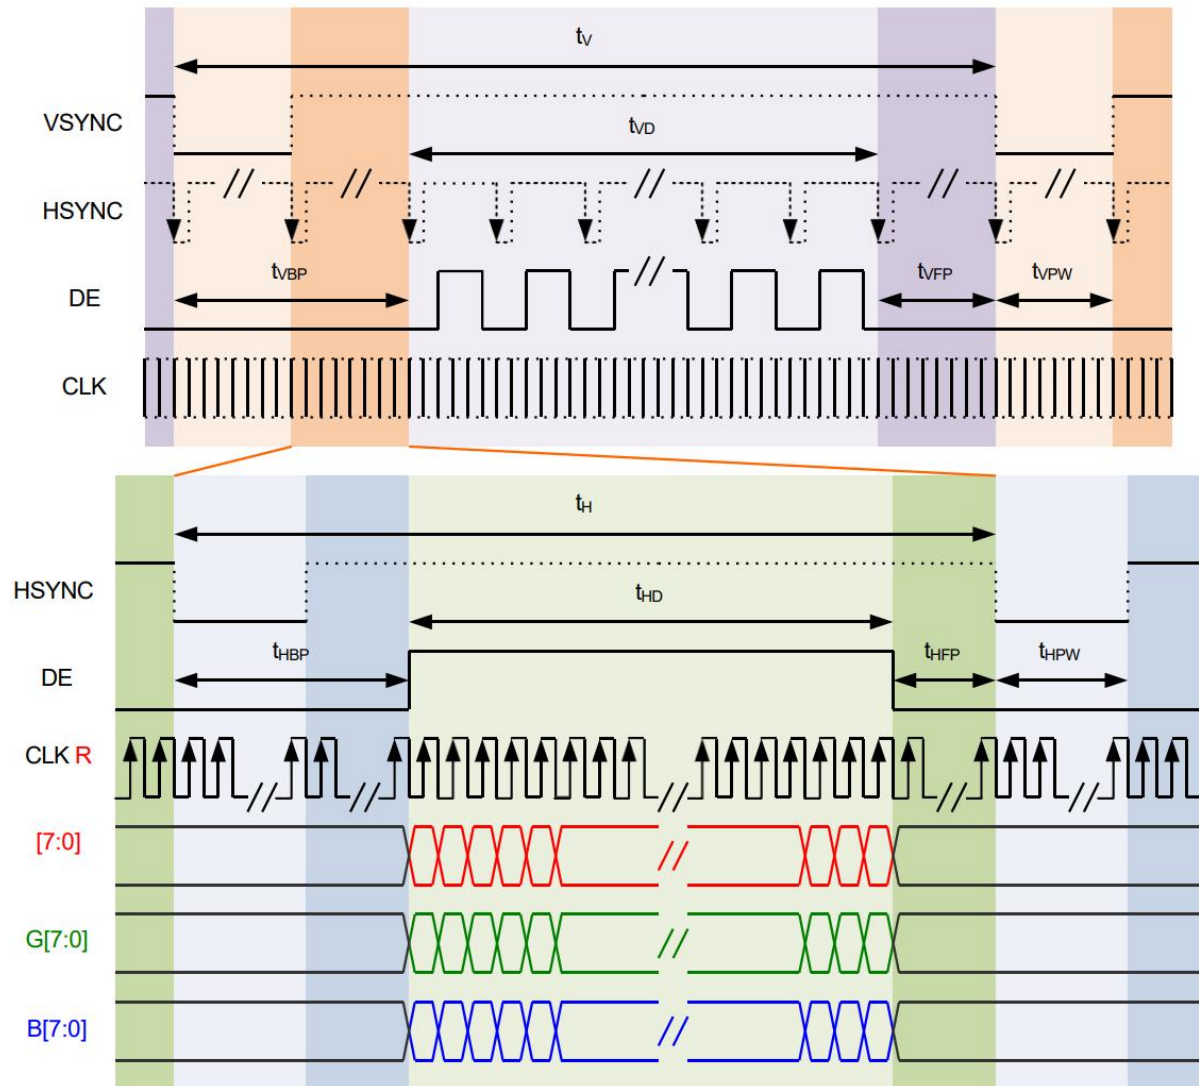 tV
VSYNC
tVD
HSYNC
tVBP
tVFP
tVPW
DE
CLK
tH
HSYNC
tHD
tHBP
tHFP
tHPW
DE
CLK R
[7:0]
G[7:0]
B[7:0]